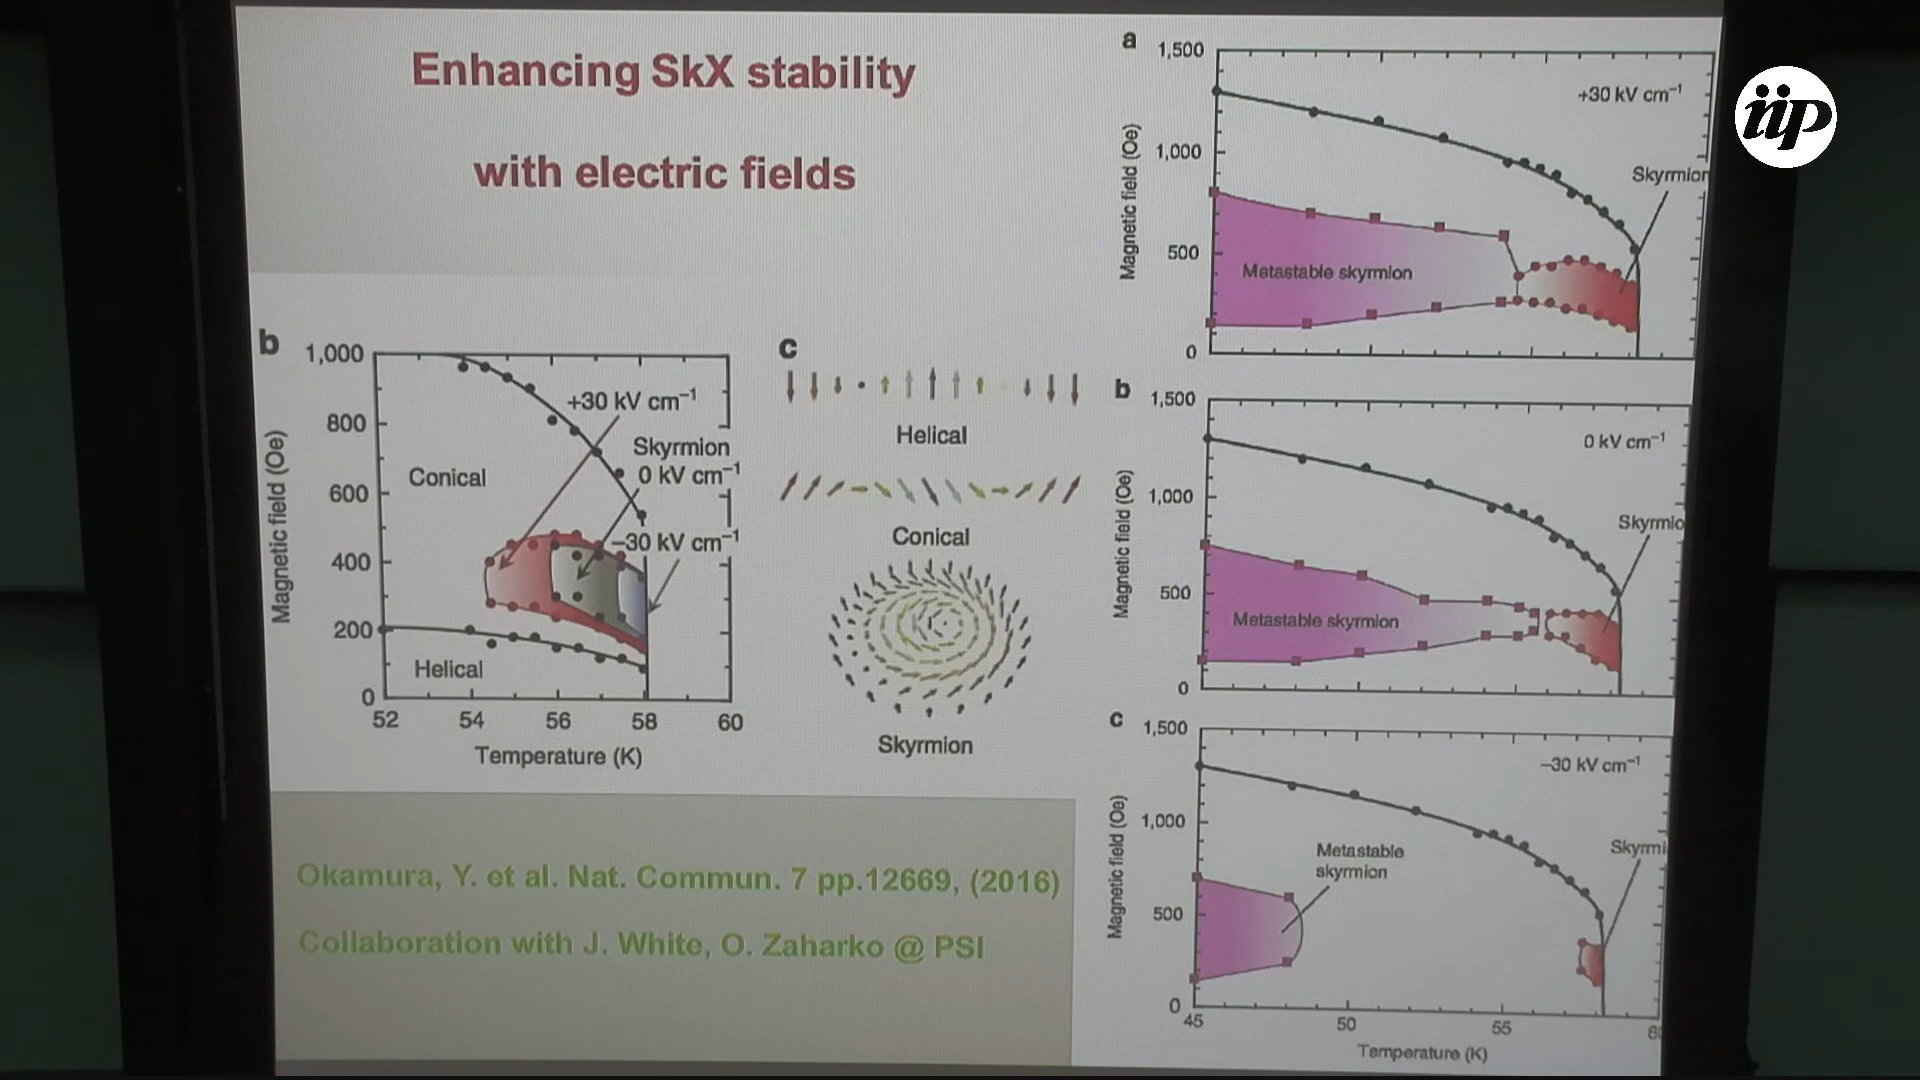 Enhancing SkX stability
with electric fields
b
1,000
800
600
400
200
0
52
54
56
58
60
Magnetic field (Oe)
Temperature (K)
+30 kV cm⁻¹
Skyrmion
0 kV cm⁻¹
–30 kV cm⁻¹
Conical
Helical
c
Helical
Conical
Skyrmion
Okamura, Y. et al. Nat. Commun. 7 pp.12669, (2016)
Collaboration with J. White, O. Zaharko @ PSI
a
1,500
1,000
500
0
Magnetic field (Oe)
+30 kV cm⁻¹
Skyrmion
Metastable skyrmion
b
1,500
1,000
500
0
Magnetic field (Oe)
0 kV cm⁻¹
Skyrmio
Metastable skyrmion
c
1,500
1,000
500
0
Magnetic field (Oe)
–30 kV cm⁻¹
Skyrmi
Metastable
skyrmion
45
50
55
Temperature (K)
iip